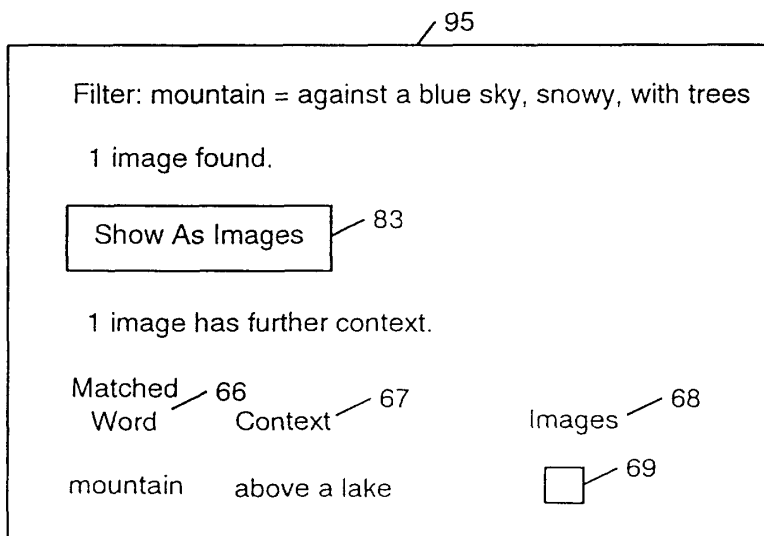 95
Filter: mountain = against a blue sky, snowy, with trees
1 image found.
Show As Images 83
1 image has further context.
Matched
Word 66 Context 67 Images 68
mountain above a lake 69